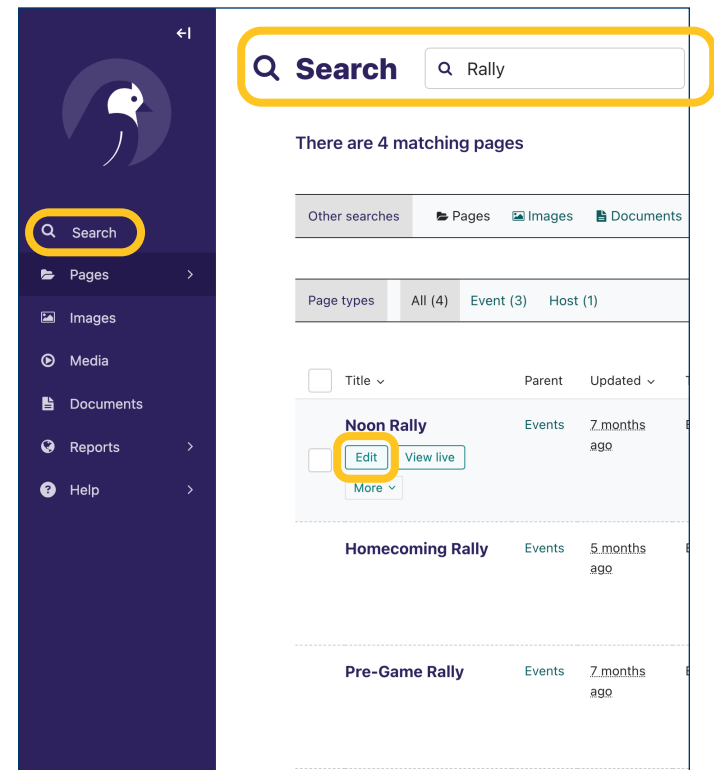 Search Rally
There are 4 matching pages
Other searches Pages Images Documents
Page types All (4) Event (3) Host (1)
Title Parent Updated
Noon Rally Events 7 months
ago
Edit View live
More
Homecoming Rally Events 5 months
ago
Pre-Game Rally Events 7 months
ago
Search
Pages
Images
Media
Documents
Reports
Help